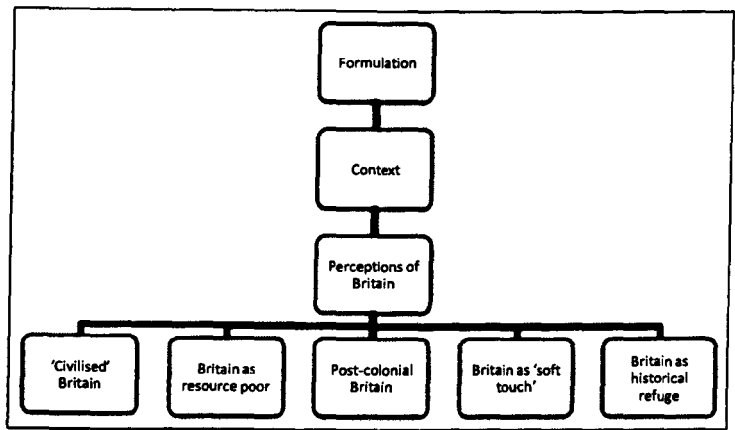 Formulation
Context
Perceptions of
Britain
'Civilised'
Britain
Britain as
resource poor
Post-colonial
Britain
Britain as 'soft
touch'
Britain as
historical
refuge